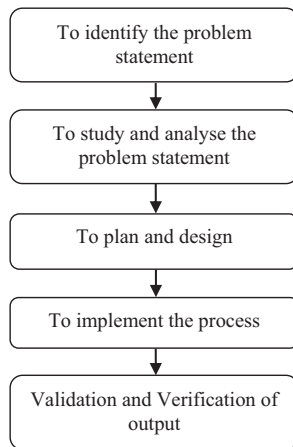 To identify the problem
statement
To study and analyse the
problem statement
To plan and design
To implement the process
Validation and Verification of
output